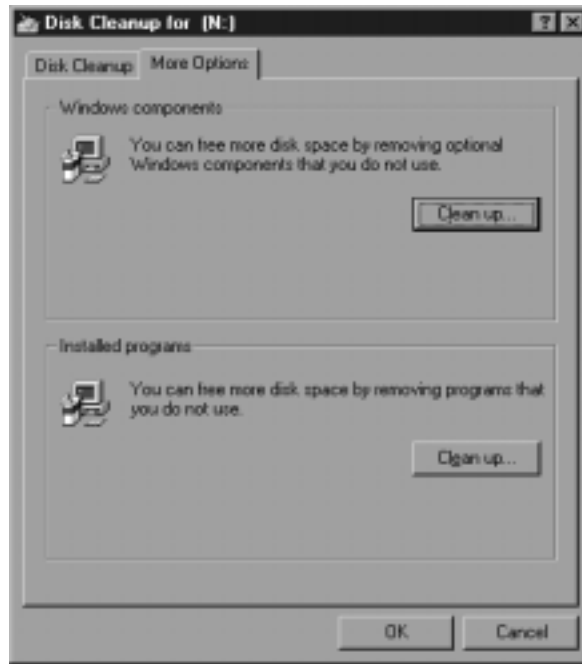 Disk Cleanup for (N:)
Disk Cleanup
More Options
Windows components
You can free more disk space by removing optional
Windows components that you do not use.
Clean up...
Installed programs
You can free more disk space by removing programs that
you do not use.
Clean up...
OK
Cancel